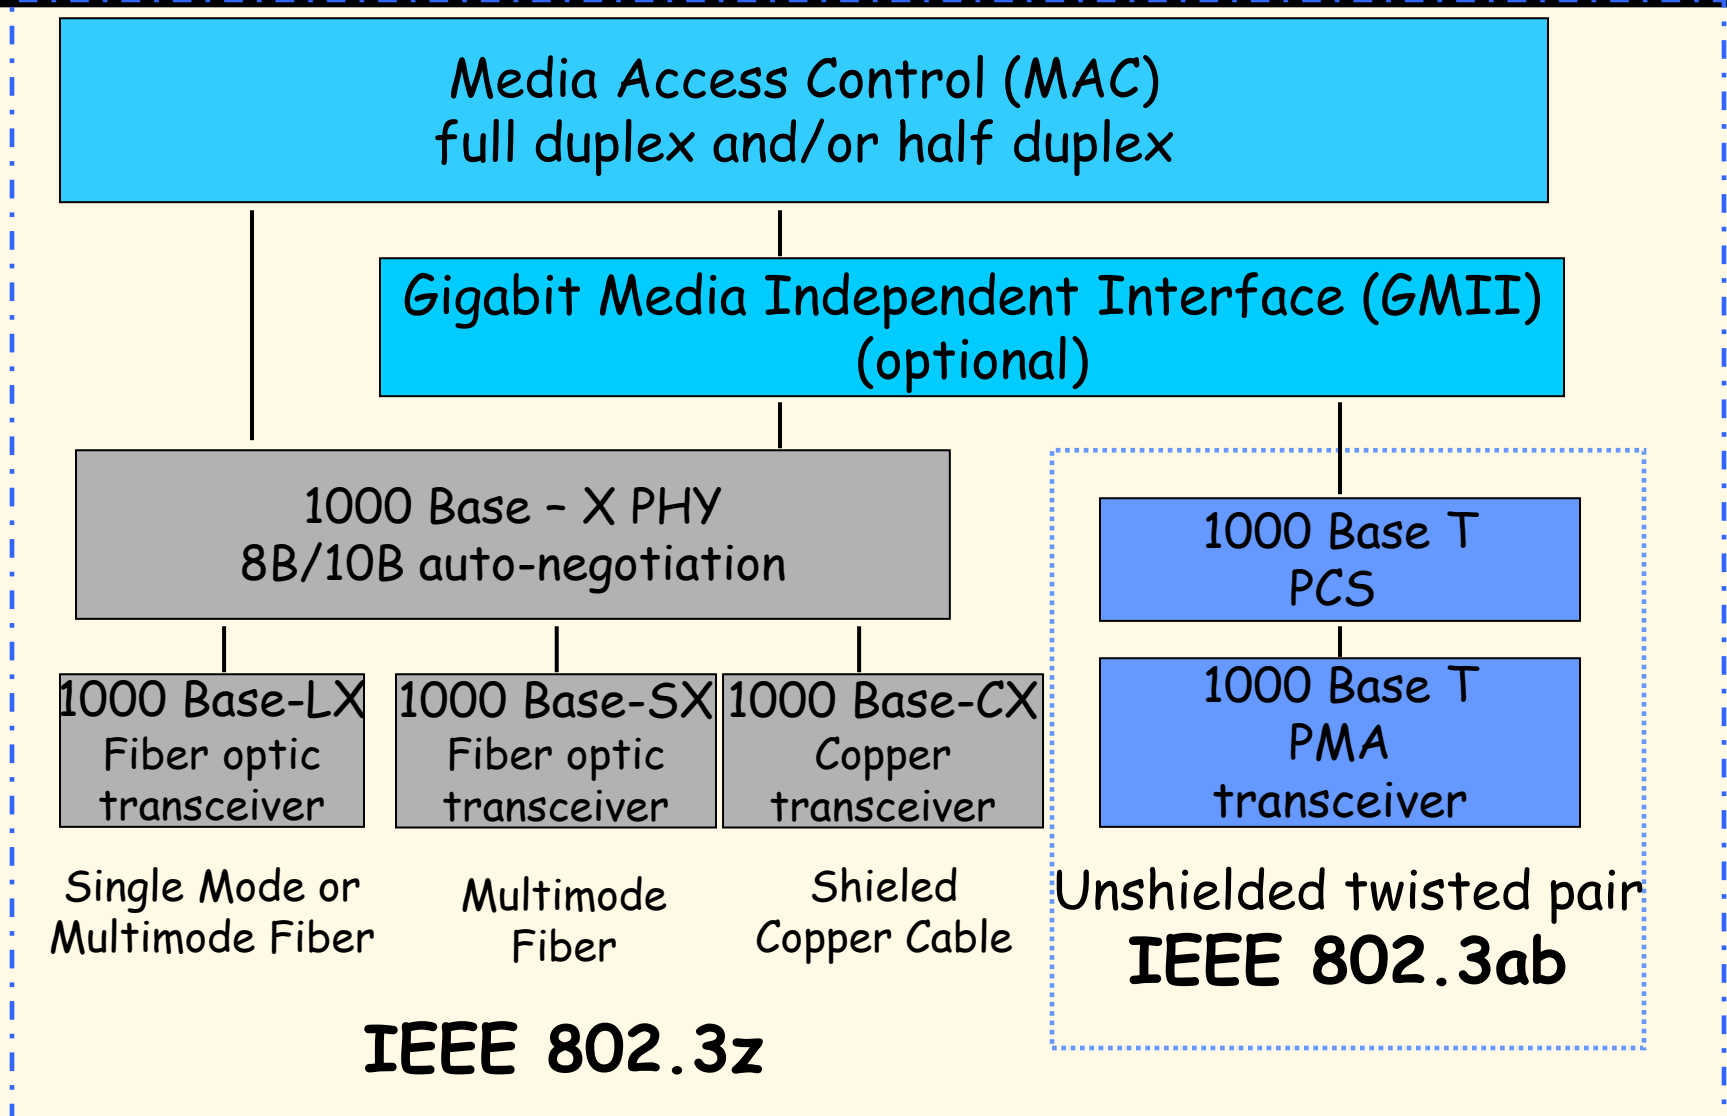 Media Access Control (MAC)
full duplex and/or half duplex
Gigabit Media Independent Interface (GMII)
(optional)
1000 Base – X PHY
8B/10B auto-negotiation
1000 Base T
PCS
1000 Base-LX
Fiber optic
transceiver
1000 Base-SX
Fiber optic
transceiver
1000 Base-CX
Copper
transceiver
1000 Base T
PMA
transceiver
Single Mode or
Multimode Fiber
Multimode
Fiber
Shieled
Copper Cable
Unshielded twisted pair
IEEE 802.3ab
IEEE 802.3z